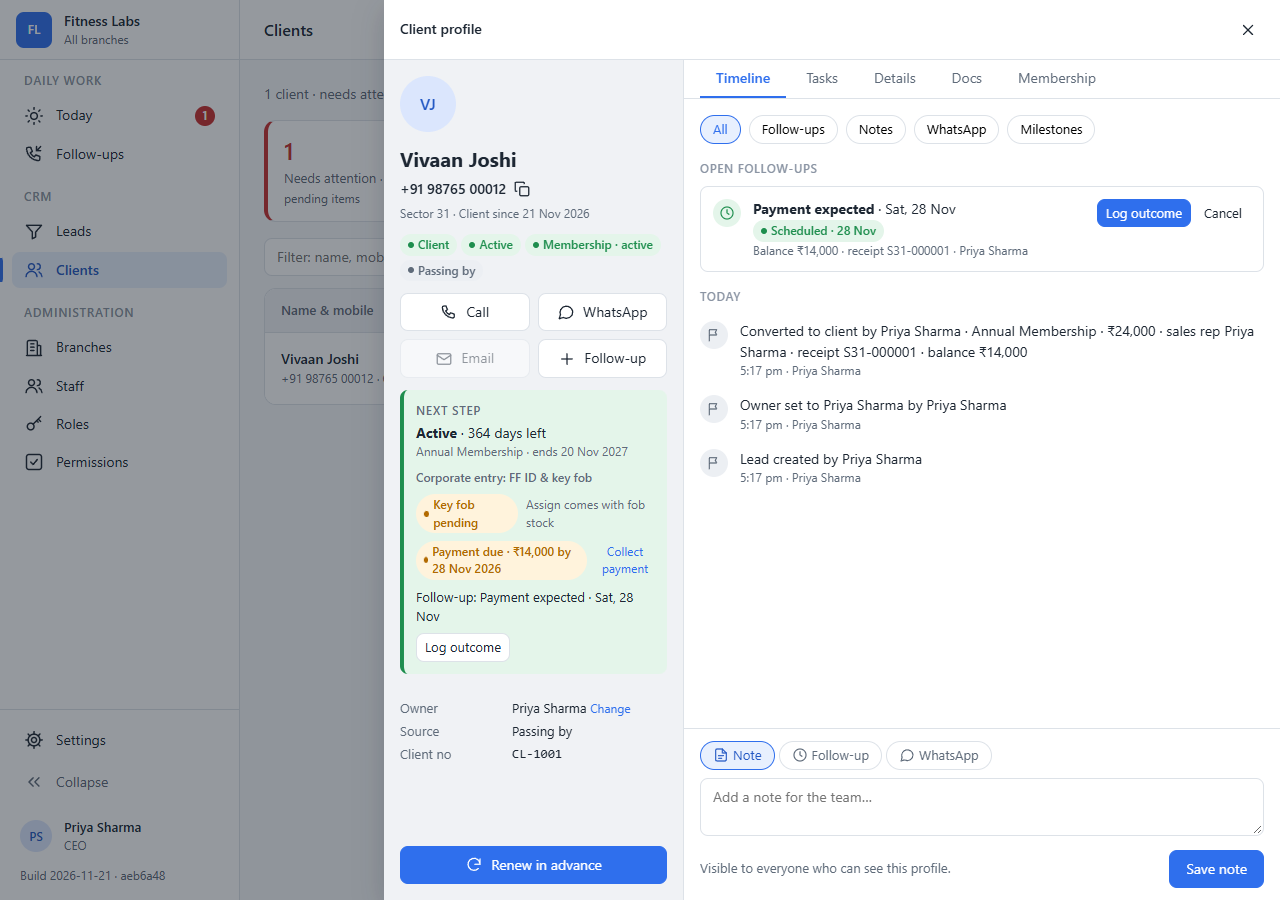 FL
Fitness Labs
All branches
DAILY WORK
Today
1
Follow-ups
CRM
Leads
Clients
ADMINISTRATION
Branches
Staff
Roles
Permissions
Settings
Collapse
PS
Priya Sharma
CEO
Build 2026-11-21 · aeb6a48
Clients
1 client · needs atte
1
Needs attention ·
pending items
Filter: name, mob
Name & mobile
Vivaan Joshi
+91 98765 00012 ·
Client profile
VJ
Vivaan Joshi
+91 98765 00012
Sector 31 · Client since 21 Nov 2026
Client
Active
Membership · active
Passing by
Call
WhatsApp
Email
Follow-up
NEXT STEP
Active · 364 days left
Annual Membership · ends 20 Nov 2027
Corporate entry: FF ID & key fob
Key fob
pending
Assign comes with fob
stock
Payment due · ₹14,000 by
28 Nov 2026
Collect
payment
Follow-up: Payment expected · Sat, 28
Nov
Log outcome
Owner
Priya Sharma Change
Source
Passing by
Client no
CL-1001
Renew in advance
Timeline
Tasks
Details
Docs
Membership
All
Follow-ups
Notes
WhatsApp
Milestones
OPEN FOLLOW-UPS
Payment expected · Sat, 28 Nov
Scheduled · 28 Nov
Balance ₹14,000 · receipt S31-000001 · Priya Sharma
Log outcome
Cancel
TODAY
Converted to client by Priya Sharma · Annual Membership · ₹24,000 · sales rep Priya
Sharma · receipt S31-000001 · balance ₹14,000
5:17 pm · Priya Sharma
Owner set to Priya Sharma by Priya Sharma
5:17 pm · Priya Sharma
Lead created by Priya Sharma
5:17 pm · Priya Sharma
Note
Follow-up
WhatsApp
Add a note for the team...
Visible to everyone who can see this profile.
Save note